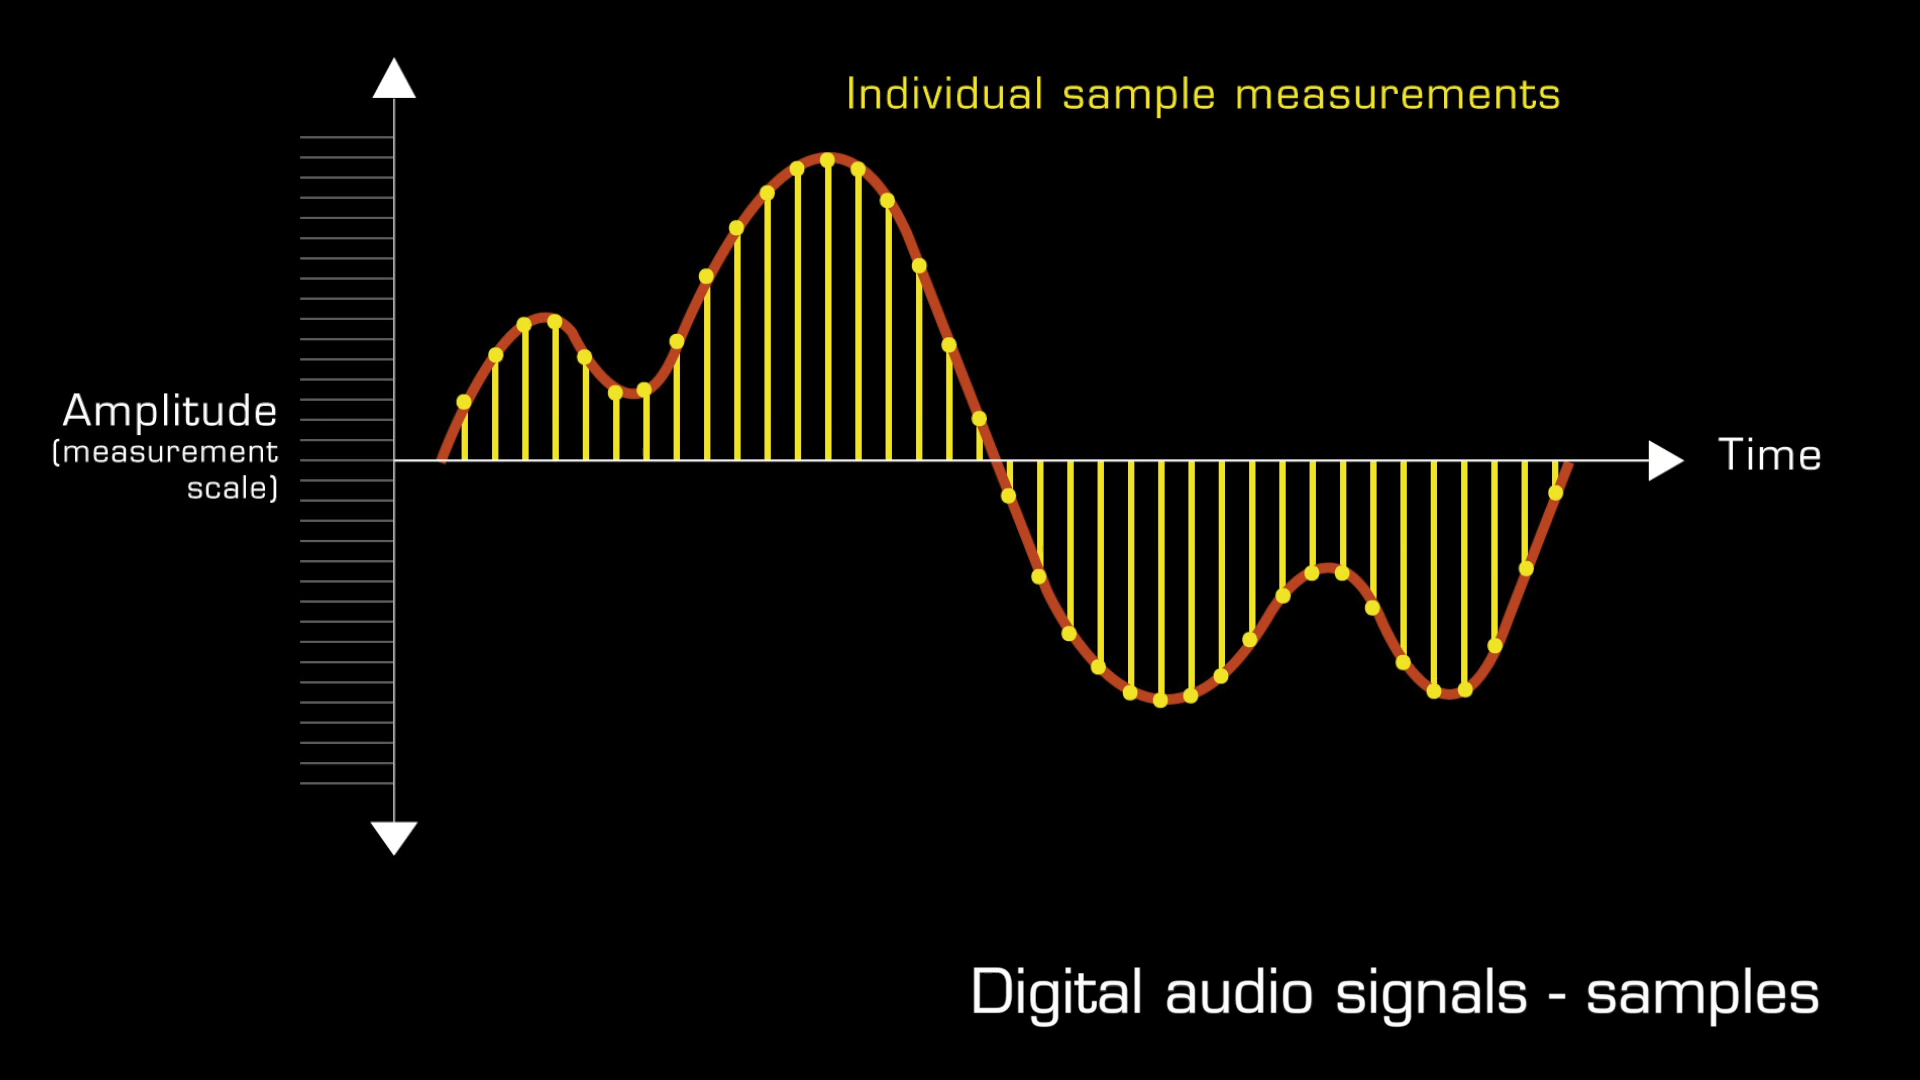 Individual sample measurements
Amplitude
(measurement
scale)
Time
Digital audio signals - samples